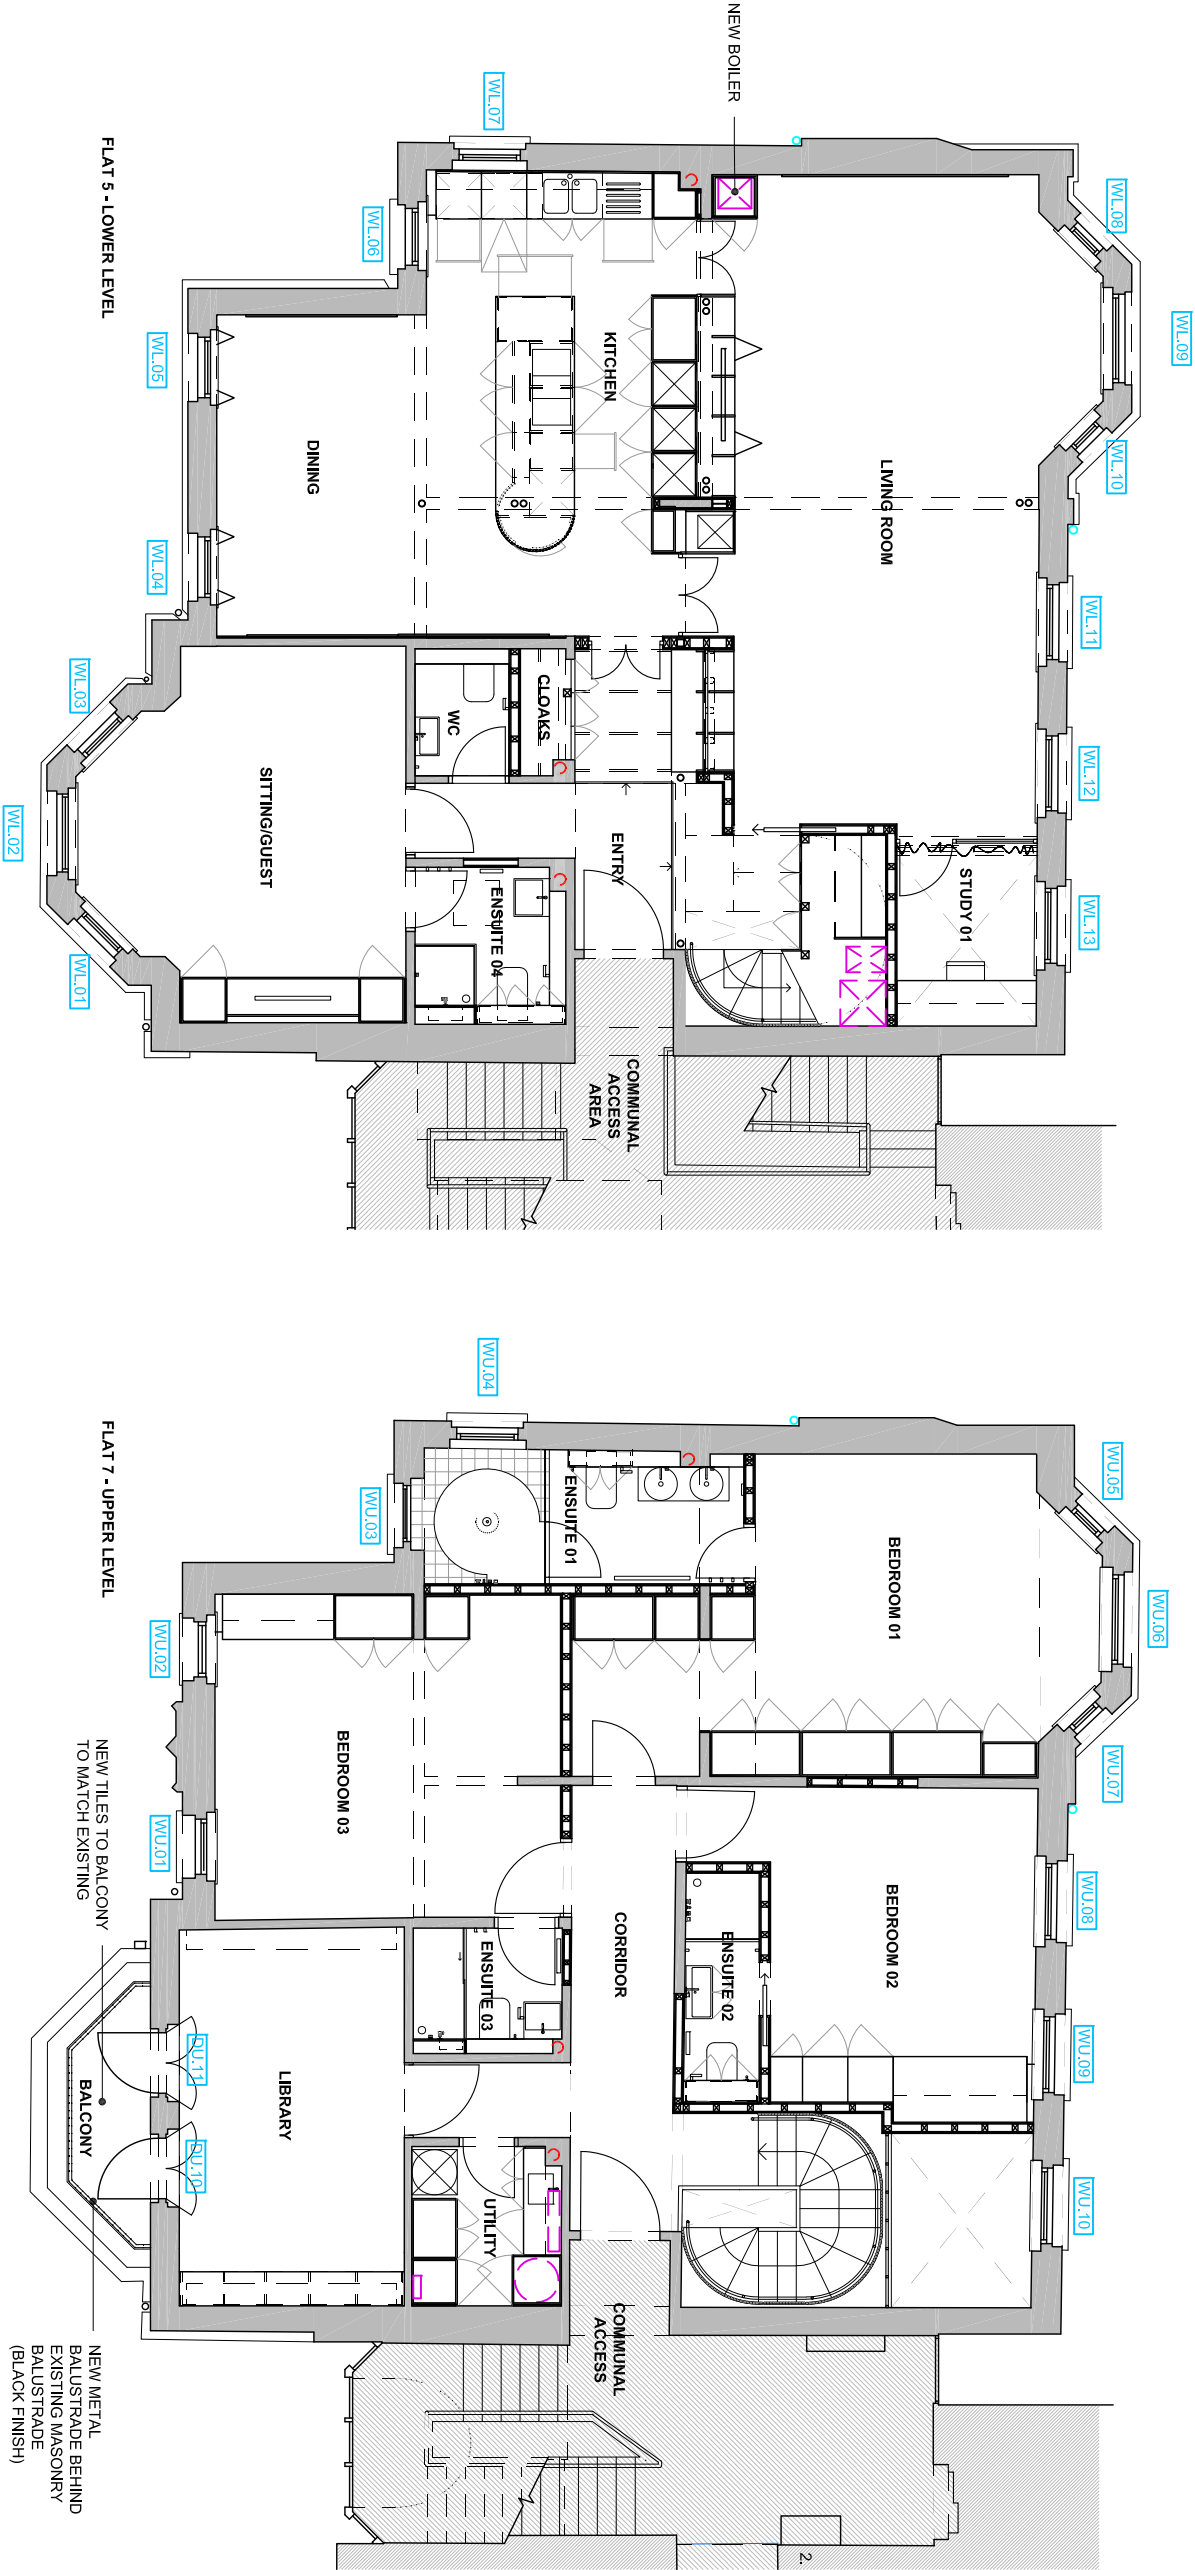 NEW BOILER
WL.07
WL.08
WL.09
WL.06
WL.10
FLAT 5 - LOWER LEVEL
WL.05
KITCHEN
DINING
LIVING ROOM
WL.04
WL.11
WL.03
WC
CLOAKS
WL.12
WL.02
SITTING/GUEST
ENTRY
ENSUITE 04
STUDY 01
WL.13
WL.01
COMMUNAL
ACCESS
AREA
WU.04
WU.05
FLAT 7 - UPPER LEVEL
WU.03
ENSUITE 01
BEDROOM 01
WU.06
WU.02
BEDROOM 03
WU.07
NEW TILES TO BALCONY
TO MATCH EXISTING
WU.01
BEDROOM 02
WU.08
CORRIDOR
ENSUITE 03
ENSUITE 02
DU.11
WU.09
BALCONY
LIBRARY
DU.10
UTILITY
WU.10
COMMUNAL
ACCESS
NEW METAL
BALUSTRADE BEHIND
EXISTING MASONRY
BALUSTRADE
(BLACK FINISH)
2.